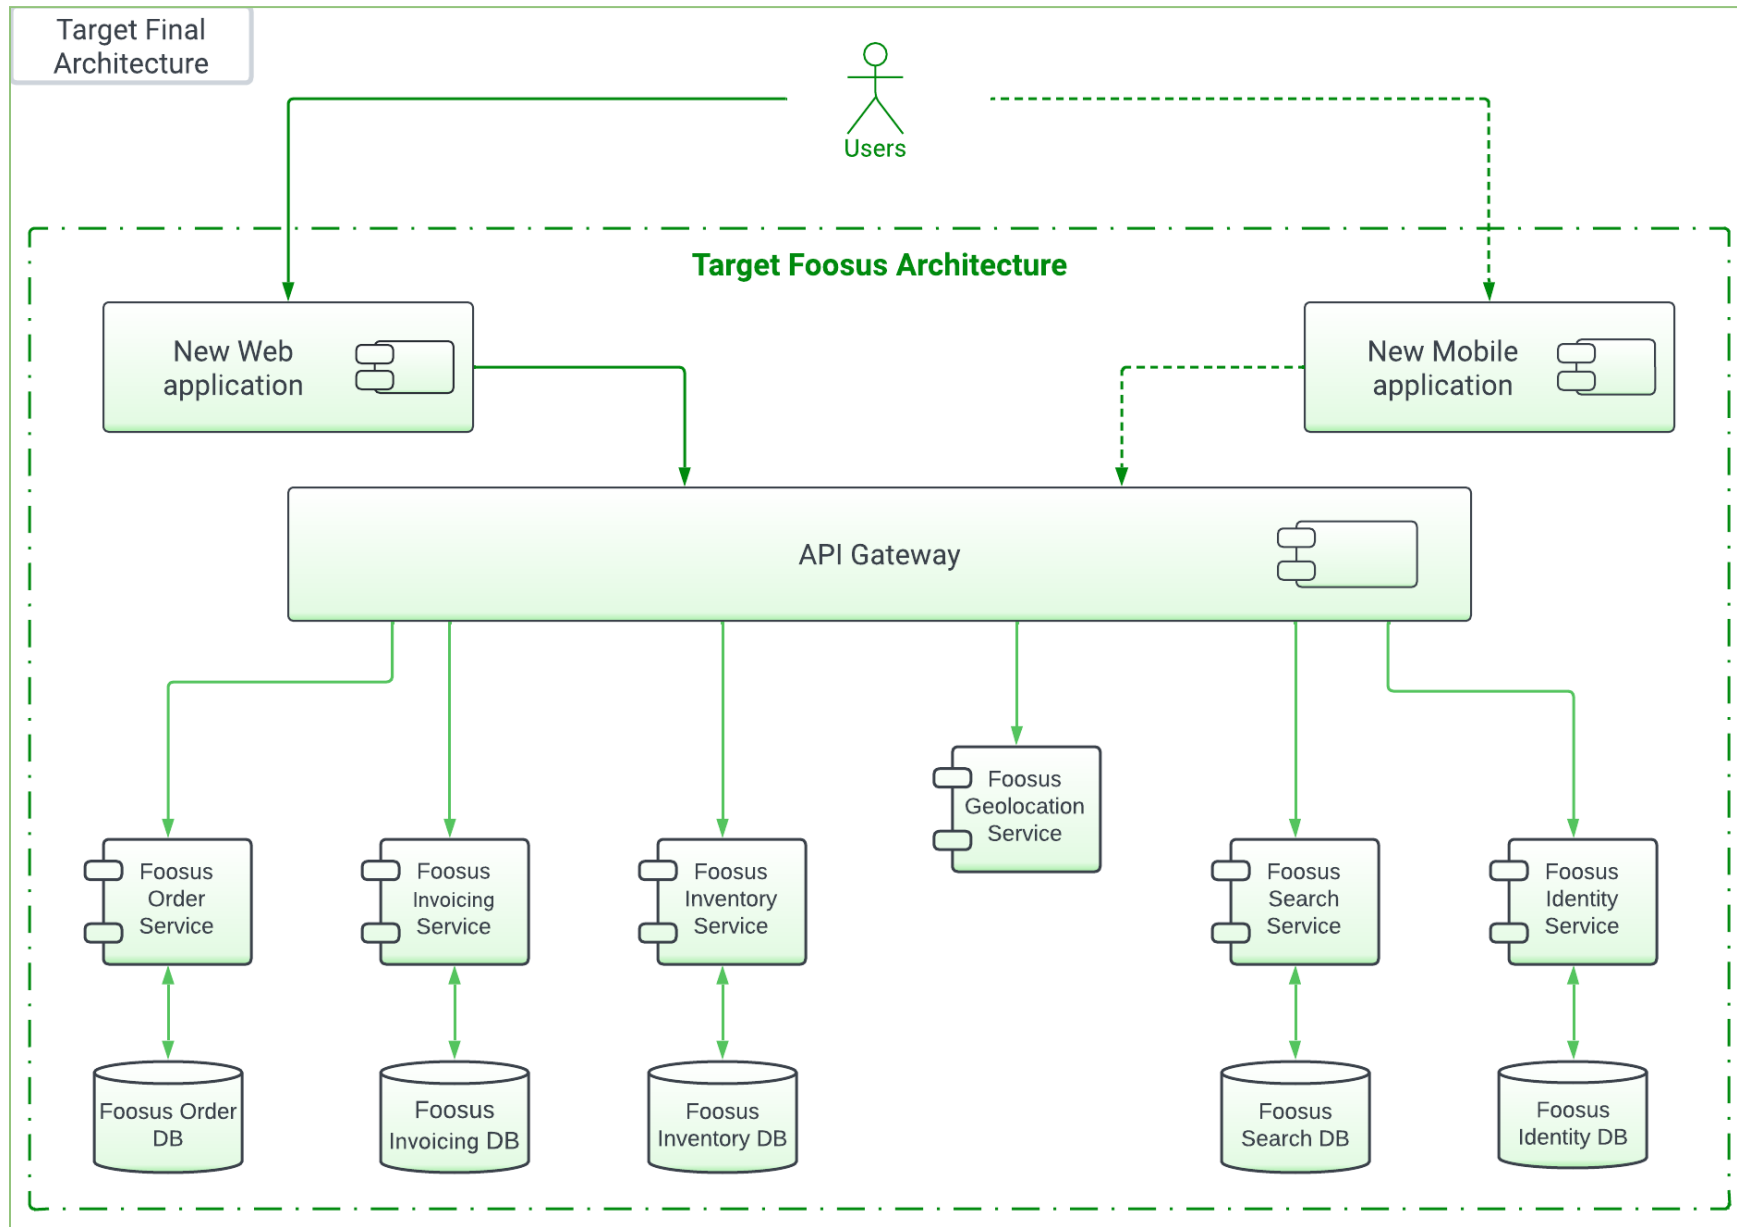 Target Final
Architecture
Users
Target Foosus Architecture
New Web
application
New Mobile
application
API Gateway
Foosus
Geolocation
Service
Foosus
Order
Service
Foosus
Invoicing
Service
Foosus
Inventory
Service
Foosus
Search
Service
Foosus
Identity
Service
Foosus Order
DB
Foosus
Invoicing DB
Foosus
Inventory DB
Foosus
Search DB
Foosus
Identity DB